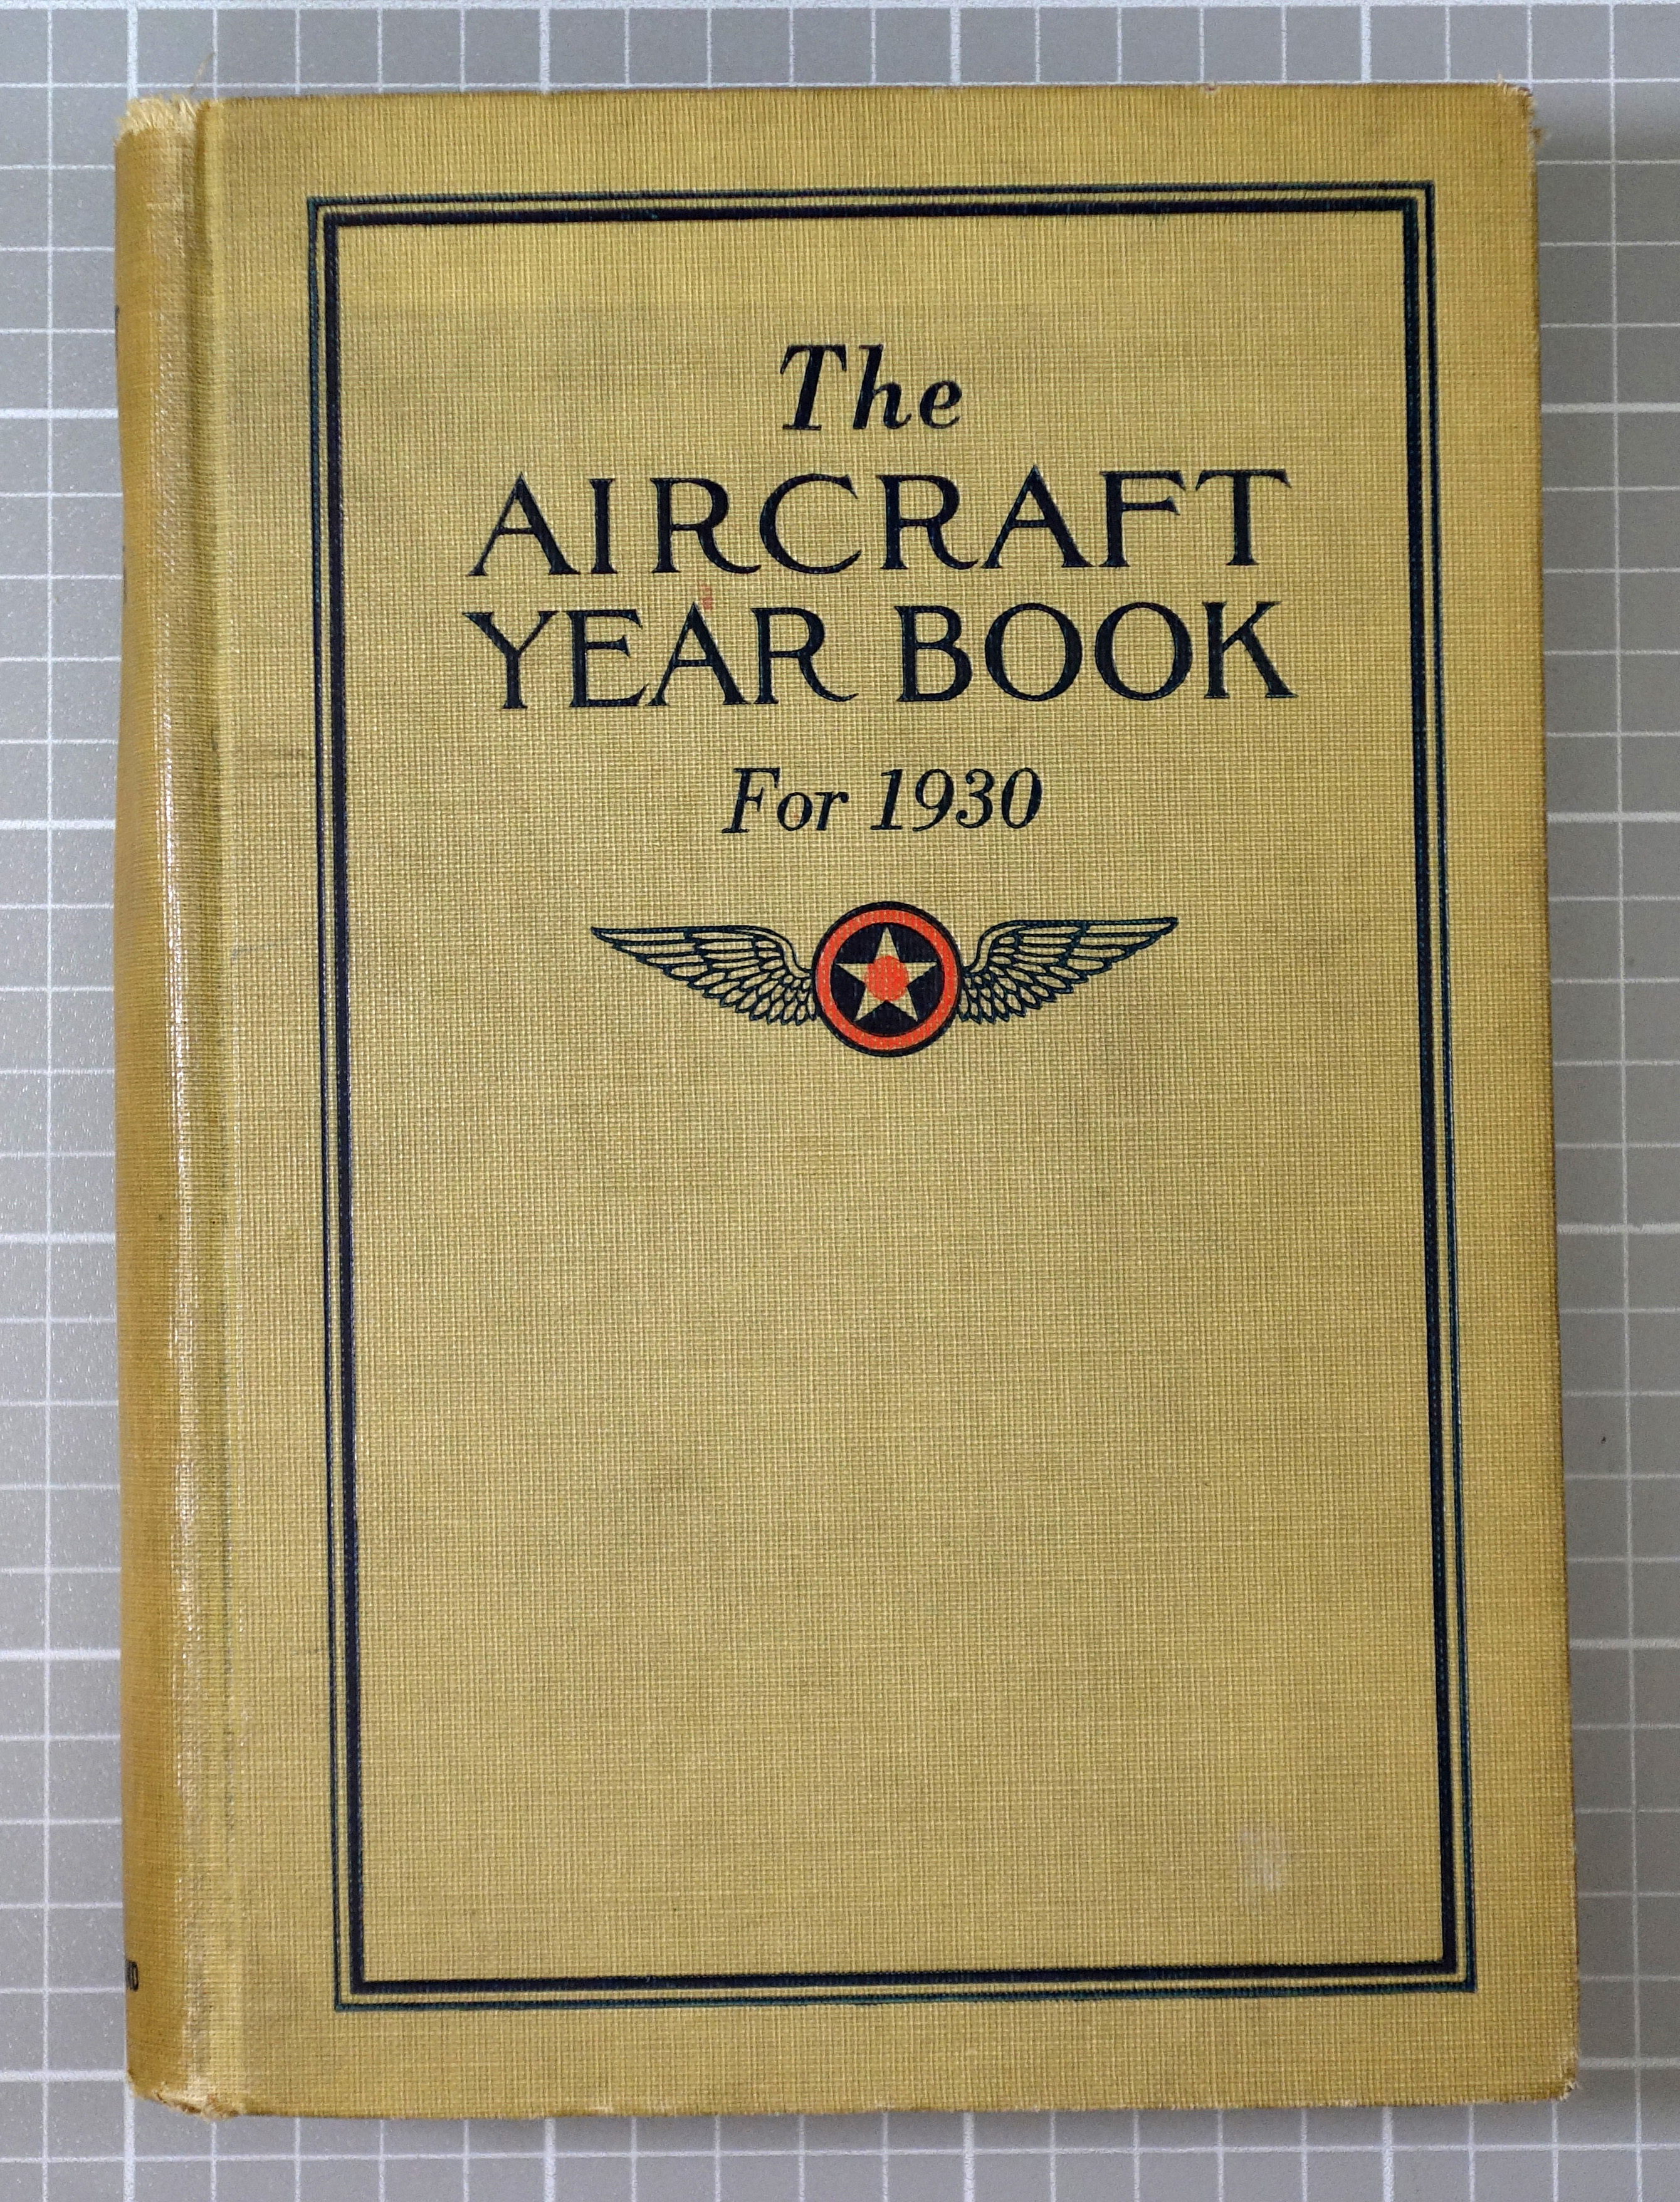 The
AIRCRAFT
YEAR BOOK
For 1930